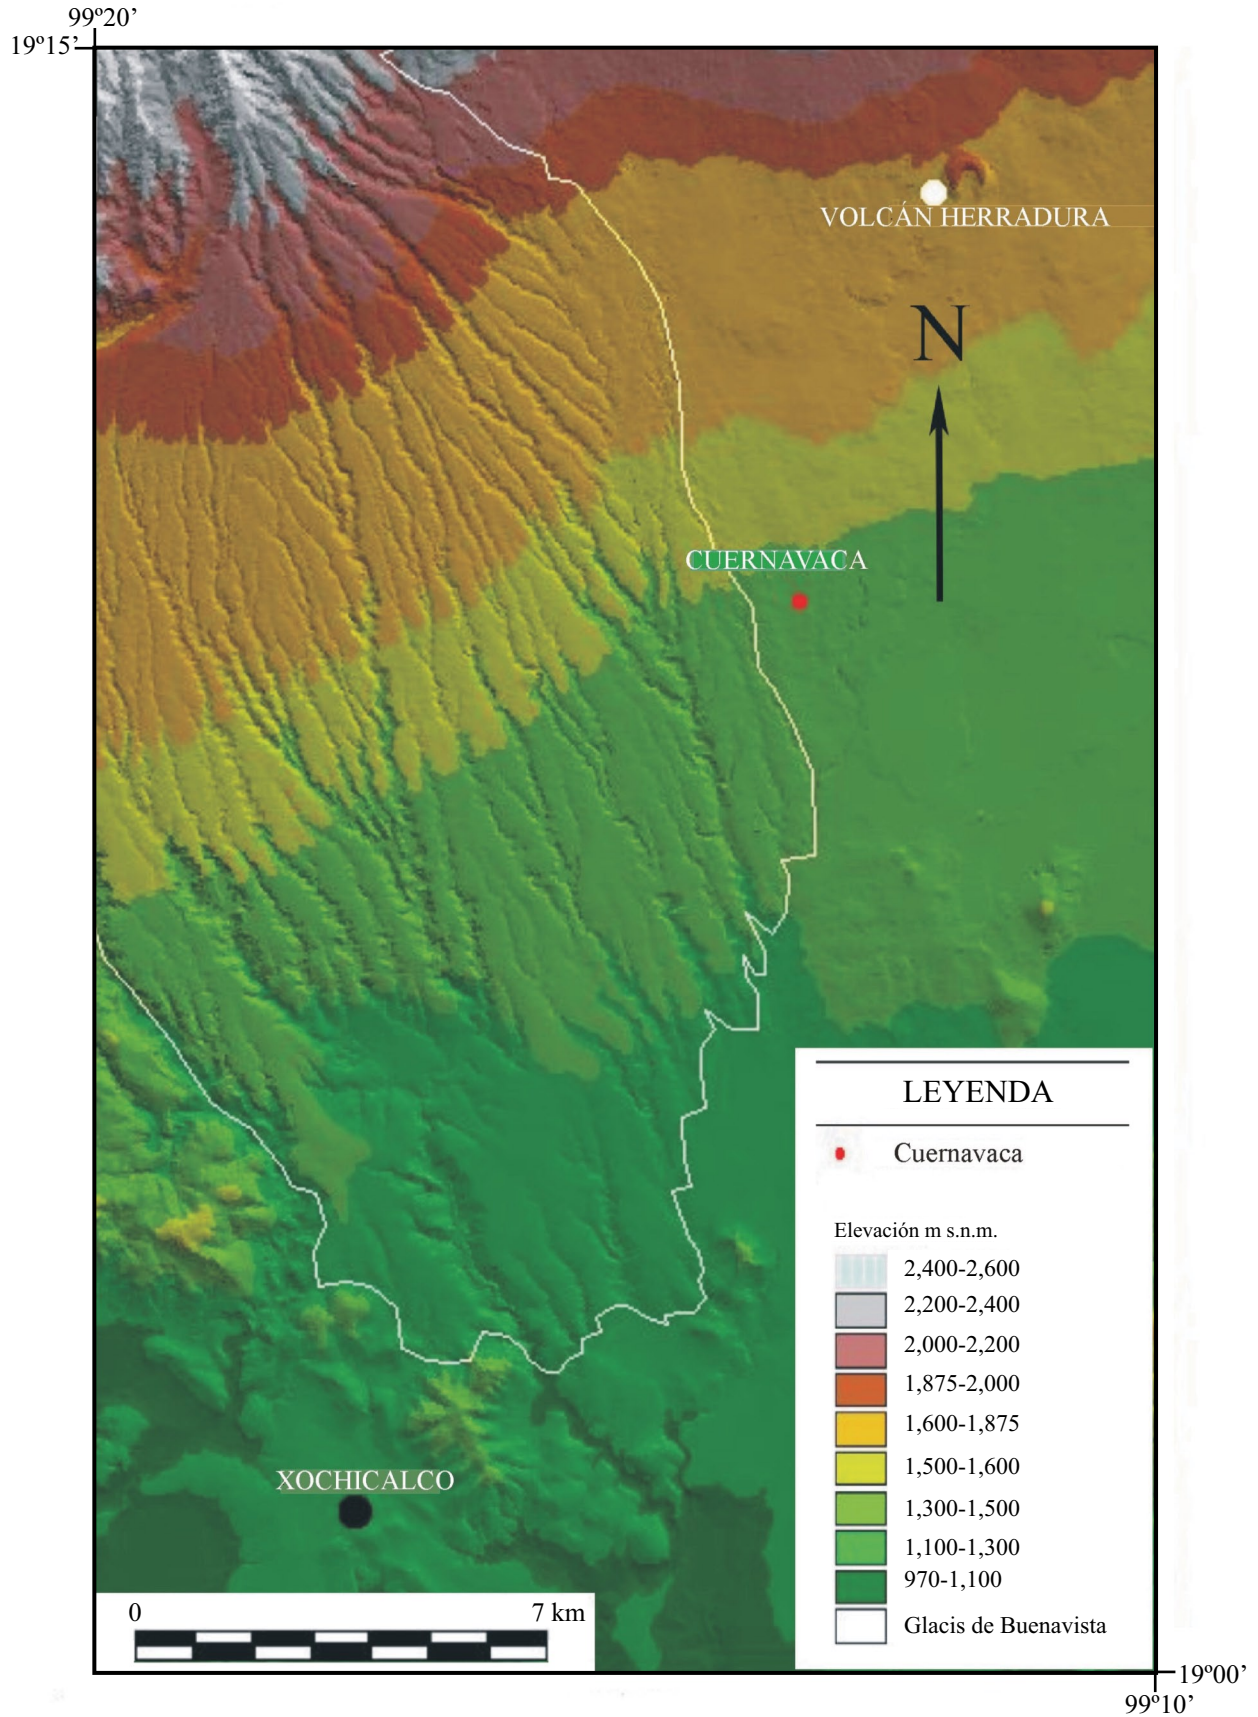 99º20’
19º15’
VOLCÁN HERRADURA
N
CUERNAVACA
LEYENDA
Cuernavaca
Elevación m s.n.m.
2,400-2,600
2,200-2,400
2,000-2,200
1,875-2,000
1,600-1,875
1,500-1,600
1,300-1,500
1,100-1,300
970-1,100
Glacis de Buenavista
XOCHICALCO
0 7 km
19º00’
99º10’